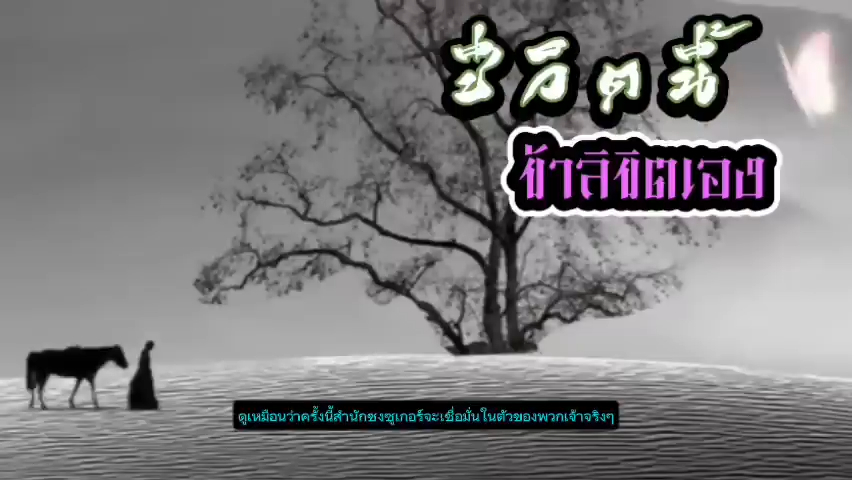 ชีวิตนี้
ข้าลิขิตเอง
ดูเหมือนว่าครั้งนี้สำนักซงซูเกอร์จะเชื่อมั่นในตัวของพวกเจ้าจริงๆ